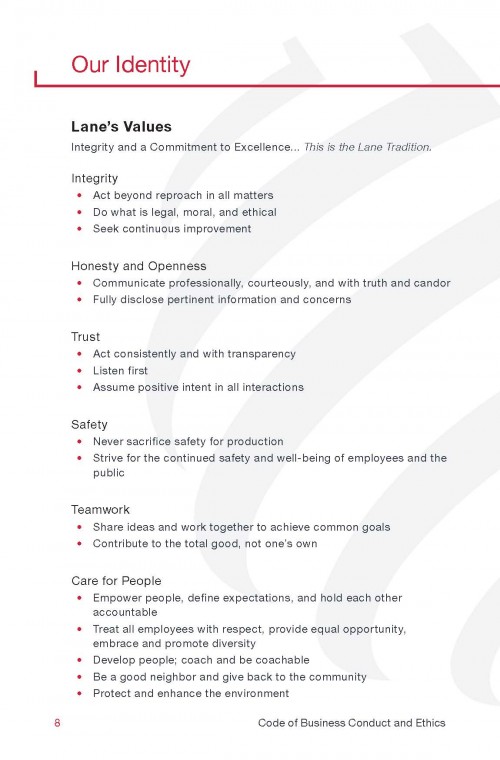 Our Identity
Lane's Values
Integrity and a Commitment to Excellence... This is the Lane Tradition.
Integrity
• Act beyond reproach in all matters
• Do what is legal, moral, and ethical
• Seek continuous improvement
Honesty and Openness
• Communicate professionally, courteously, and with truth and candor
• Fully disclose pertinent information and concerns
Trust
• Act consistently and with transparency
• Listen first
• Assume positive intent in all interactions
Safety
• Never sacrifice safety for production
• Strive for the continued safety and well-being of employees and the
public
Teamwork
• Share ideas and work together to achieve common goals
• Contribute to the total good, not one's own
Care for People
• Empower people, define expectations, and hold each other
accountable
• Treat all employees with respect, provide equal opportunity,
embrace and promote diversity
• Develop people; coach and be coachable
• Be a good neighbor and give back to the community
• Protect and enhance the environment
8 Code of Business Conduct and Ethics